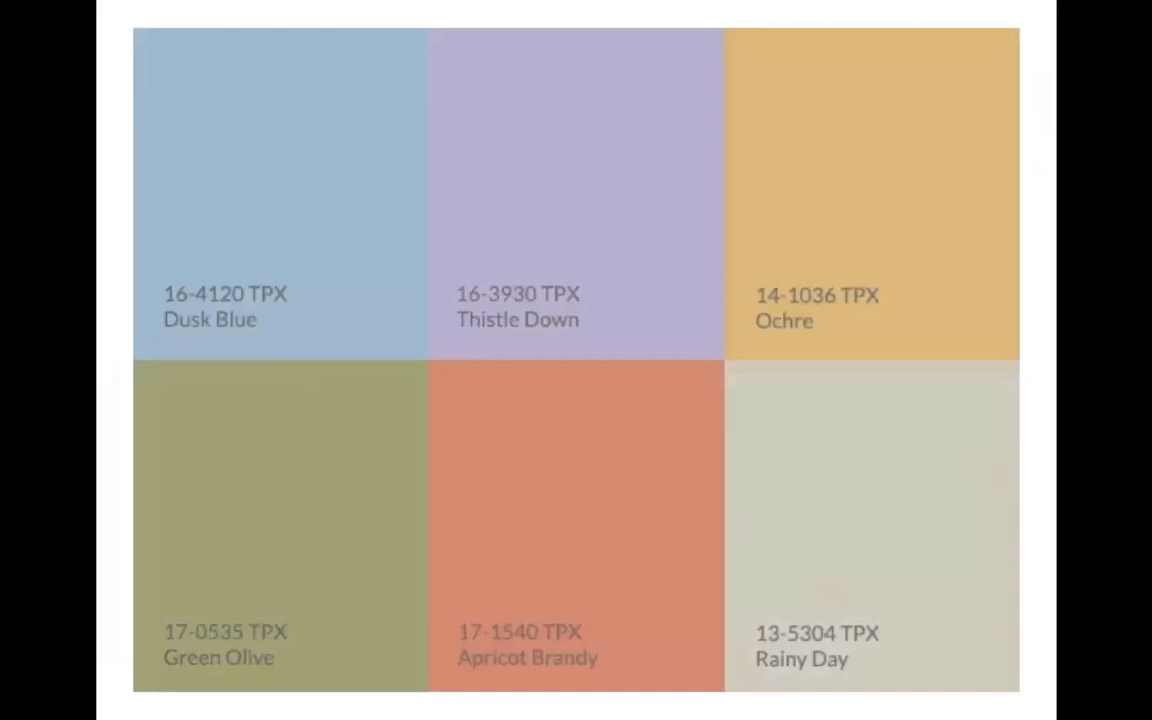 16-4120 TPX
Dusk Blue
16-3930 TPX
Thistle Down
14-1036 TPX
Ochre
17-0535 TPX
Green Olive
17-1540 TPX
Apricot Brandy
13-5304 TPX
Rainy Day